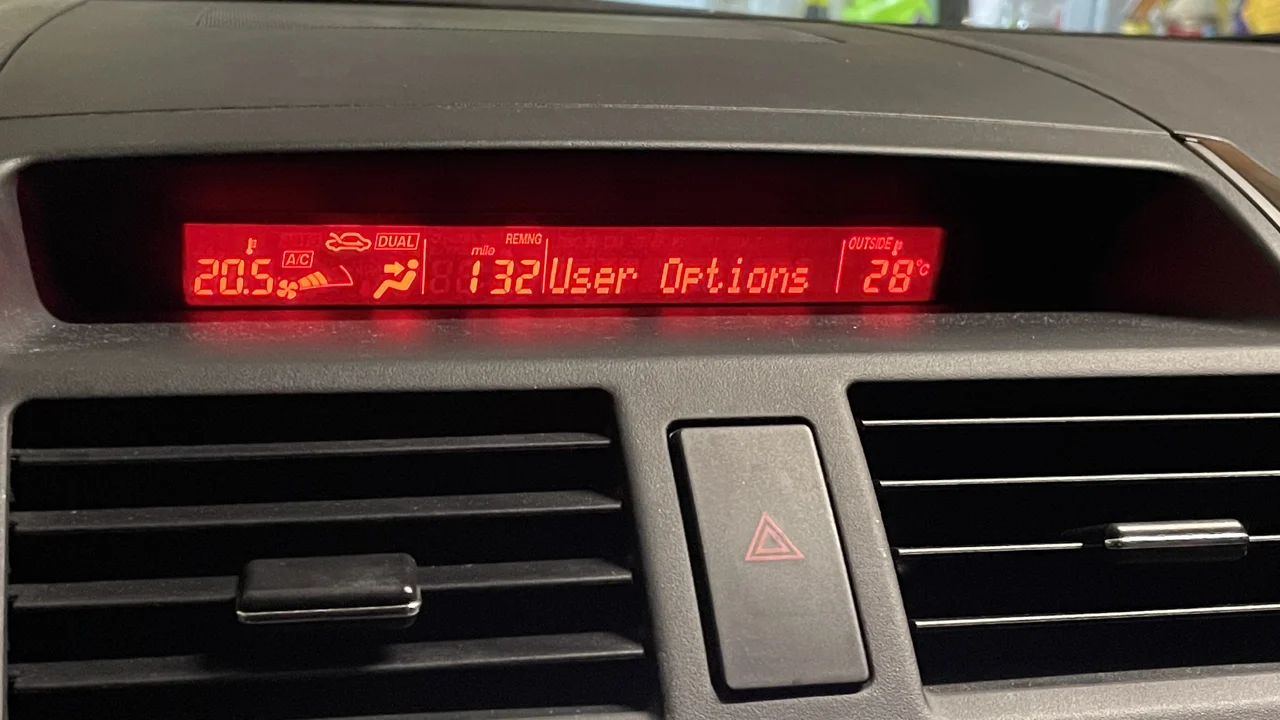 A/C DUAL mile REMNG OUTSIDE
20.5 132 User Options 28°C